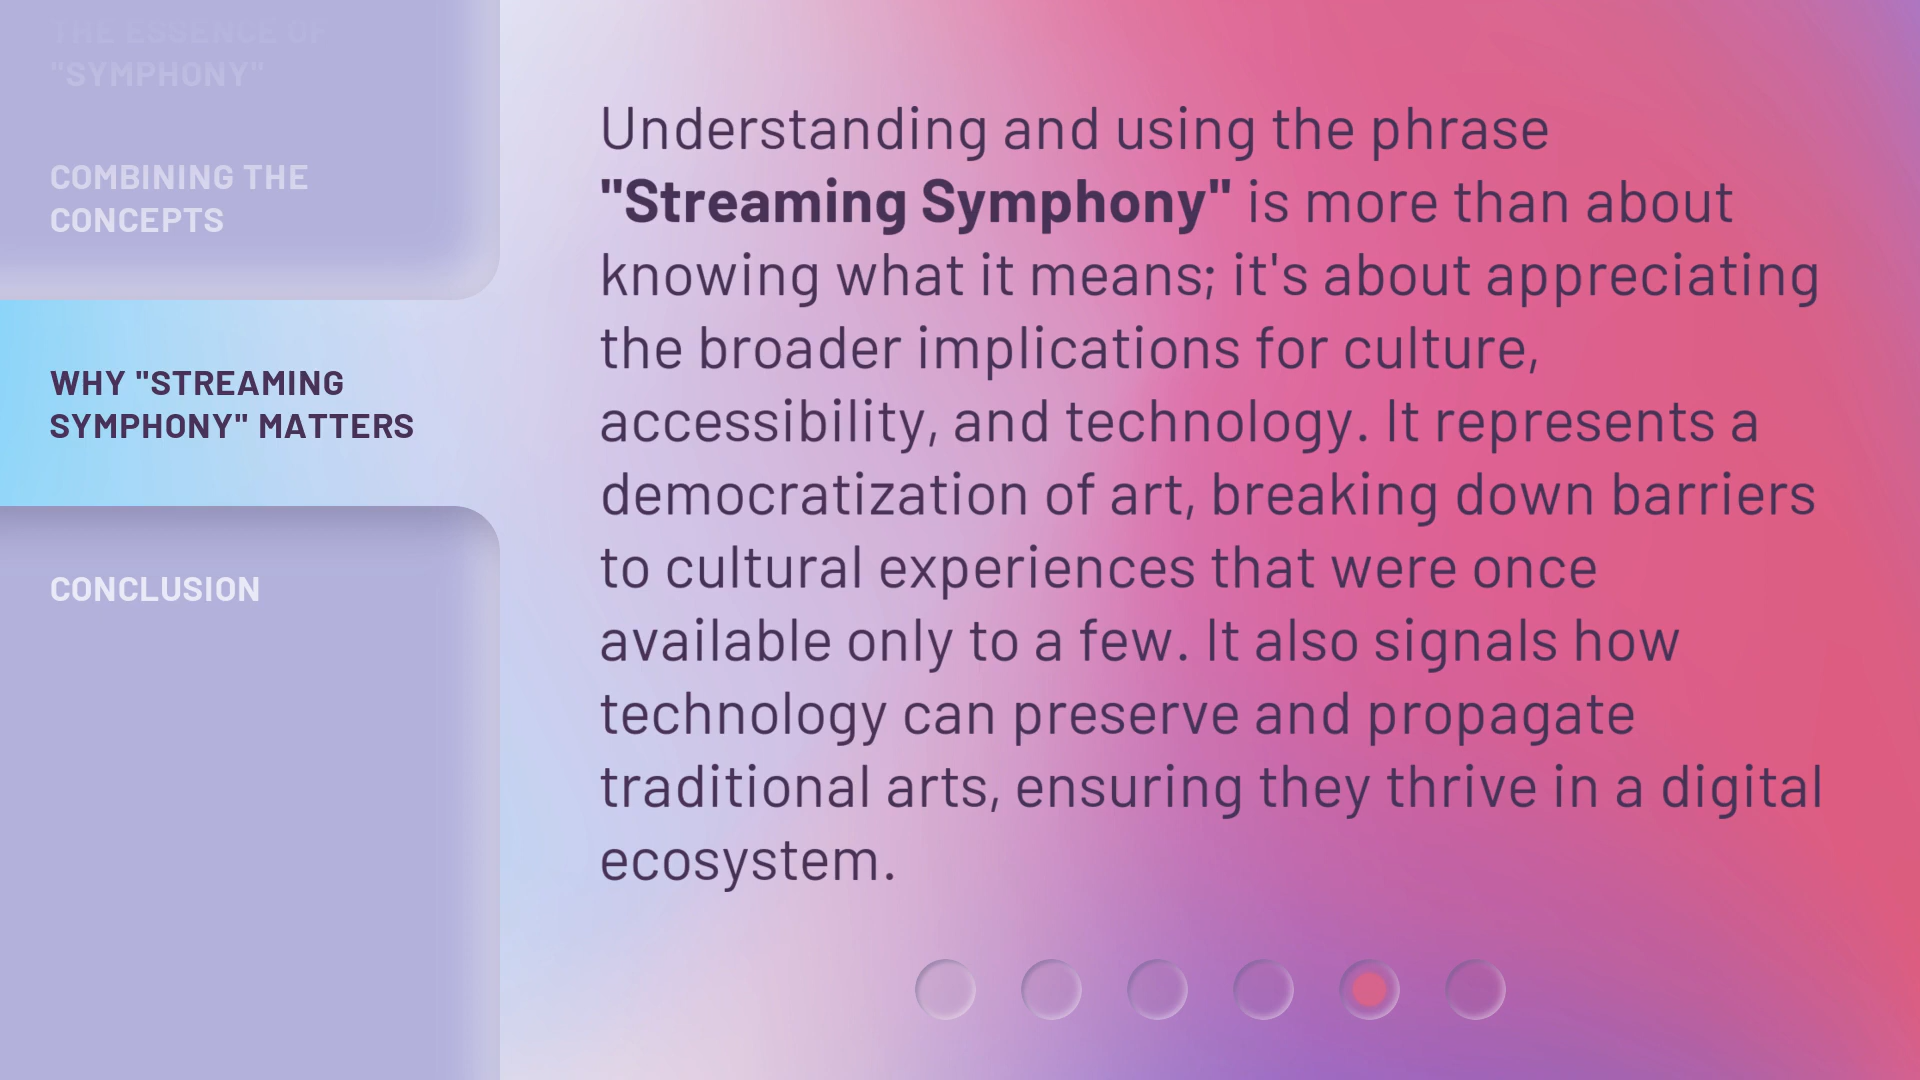 THE ESSENCE OF
"SYMPHONY"
COMBINING THE
CONCEPTS
WHY "STREAMING
SYMPHONY" MATTERS
CONCLUSION
Understanding and using the phrase
"Streaming Symphony" is more than about
knowing what it means; it's about appreciating
the broader implications for culture,
accessibility, and technology. It represents a
democratization of art, breaking down barriers
to cultural experiences that were once
available only to a few. It also signals how
technology can preserve and propagate
traditional arts, ensuring they thrive in a digital
ecosystem.